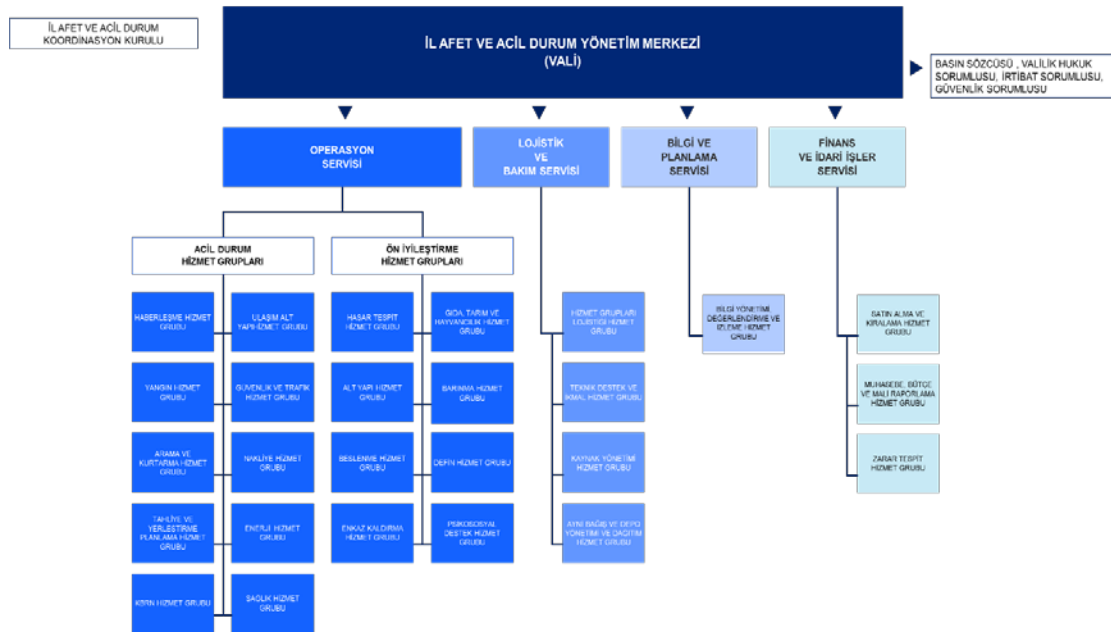 İL AFET VE ACİL DURUM
KOORDİNASYON KURULU
İL AFET VE ACİL DURUM YÖNETİM MERKEZİ
(VALİ)
BASIN SÖZCÜSÜ , VALİLİK HUKUK
SORUMLUSU, İRTİBAT SORUMLUSU,
GÜVENLİK SORUMLUSU
OPERASYON
SERVİSİ
LOJİSTİK
VE
BAKIM SERVİSİ
BİLGİ VE
PLANLAMA
SERVİSİ
FİNANS
VE İDARİ İŞLER
SERVİSİ
ACİL DURUM
HİZMET GRUPLARI
ÖN İYİLEŞTİRME
HİZMET GRUPLARI
HABERLEŞME HİZMET
GRUBU
ULAŞIM ALT
YAPI HİZMET GRUBU
HASAR TESPİT
HİZMET GRUBU
GIDA, TARIM VE
HAYVANCILIK HİZMET
GRUBU
HİZMET GRUPLARI
LOJİSTİĞİ HİZMET
GRUBU
BİLGİ YÖNETİMİ,
DEĞERLENDİRME VE
İZLEME HİZMET
GRUBU
SATIN ALMA VE
KİRALAMA HİZMET
GRUBU
YANGIN HİZMET
GRUBU
GÜVENLİK VE TRAFİK
HİZMET GRUBU
ALT YAPI HİZMET
GRUBU
BARINMA HİZMET
GRUBU
TEKNİK DESTEK VE
İKMAL HİZMET GRUBU
MUHASEBE, BÜTÇE
VE MALİ RAPORLAMA
HİZMET GRUBU
ARAMA VE
KURTARMA HİZMET
GRUBU
NAKLİYE HİZMET
GRUBU
BESLENME HİZMET
GRUBU
DEFİN HİZMET GRUBU
KAYNAK YÖNETİMİ
HİZMET GRUBU
ZARAR TESPİT
HİZMET GRUBU
TAHLİYE VE
YERLEŞTİRME
PLANLAMA HİZMET
GRUBU
ENERJİ HİZMET
GRUBU
ENKAZ KALDIRMA
HİZMET GRUBU
PSİKOSOSYAL
DESTEK HİZMET
GRUBU
AYNİ BAĞIŞ VE DEPO
YÖNETİMİ VE DAĞITIM
HİZMET GRUBU
KBRN HİZMET GRUBU
SAĞLIK HİZMET
GRUBU